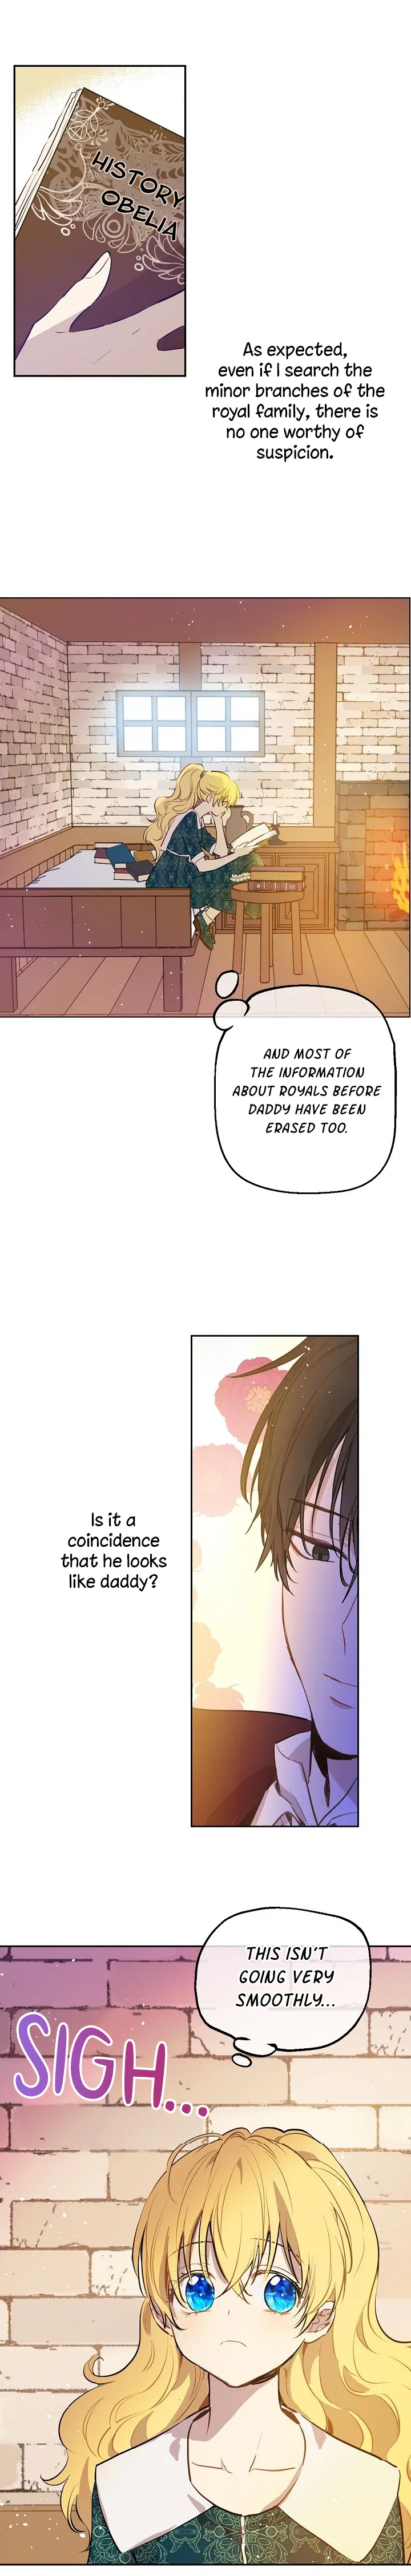 HISTORY
OBELIA
As expected,
even if I search the
minor branches of the
royal family, there is
no one worthy of
suspicion.
AND MOST OF
THE INFORMATION
ABOUT ROYALS BEFORE
DADDY HAVE BEEN
ERASED TOO.
Is it a
coincidence
that he looks
like daddy?
THIS ISN'T
GOING VERY
SMOOTHLY...
SIGH...